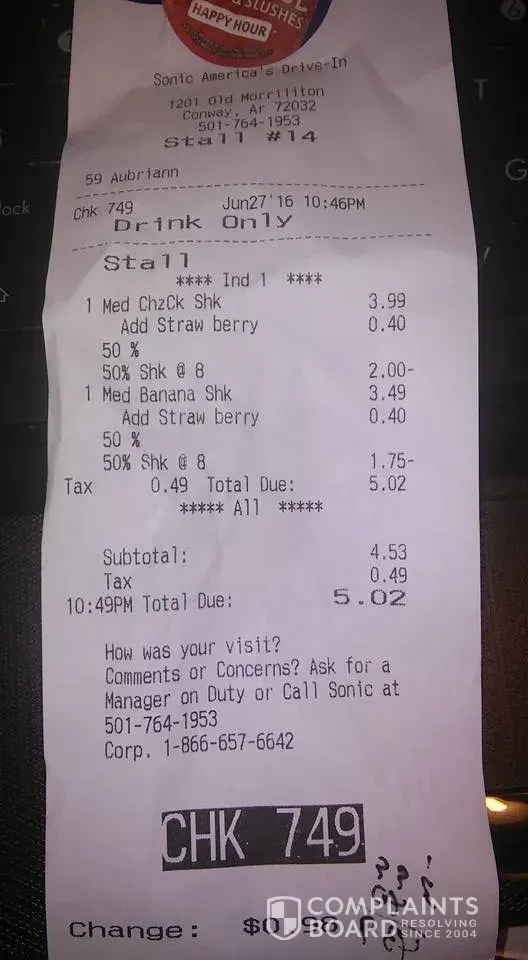 & SLUSHES
HAPPY HOUR
Sonic America's Drive-In
1201 Old Morriliton
Conway, Ar 72032
501-764-1953
Stall #14
59 Aubriann
Chk 749 Jun27'16 10:46PM
Drink Only
Stall
**** Ind 1 ****
1 Med ChzCk Shk 3.99
Add Straw berry 0.40
50 %
50% Shk @ 8 2.00-
1 Med Banana Shk 3.49
Add Straw berry 0.40
50 %
50% Shk @ 8 1.75-
Tax 0.49 Total Due: 5.02
***** All *****
Subtotal: 4.53
Tax 0.49
10:49PM Total Due: 5.02
How was your visit?
Comments or Concerns? Ask for a
Manager on Duty or Call Sonic at
501-764-1953
Corp. 1-866-657-6642
CHK 749
Change: $0.98
COMPLAINTS
BOARD RESOLVING
SINCE 2004